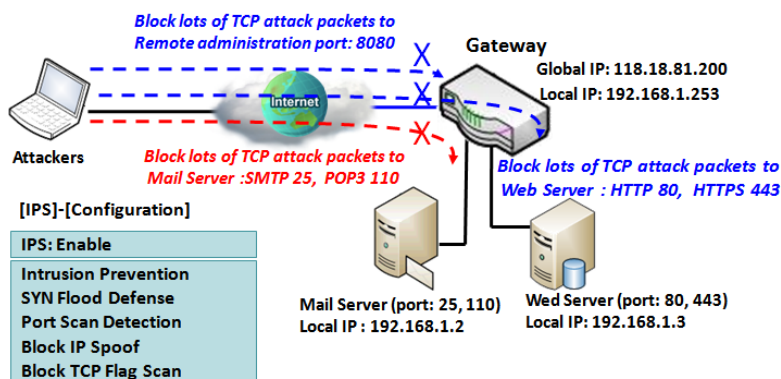 Block lots of TCP attack packets to
Remote administration port: 8080
Gateway
Global IP: 118.18.81.200
Local IP: 192.168.1.253
Internet
Attackers
Block lots of TCP attack packets to
Mail Server :SMTP 25, POP3 110
Block lots of TCP attack packets to
Web Server : HTTP 80, HTTPS 443
[IPS]-[Configuration]
IPS: Enable
Intrusion Prevention
SYN Flood Defense
Port Scan Detection
Block IP Spoof
Block TCP Flag Scan
Mail Server (port: 25, 110)
Local IP : 192.168.1.2
Wed Server (port: 80, 443)
Local IP: 192.168.1.3